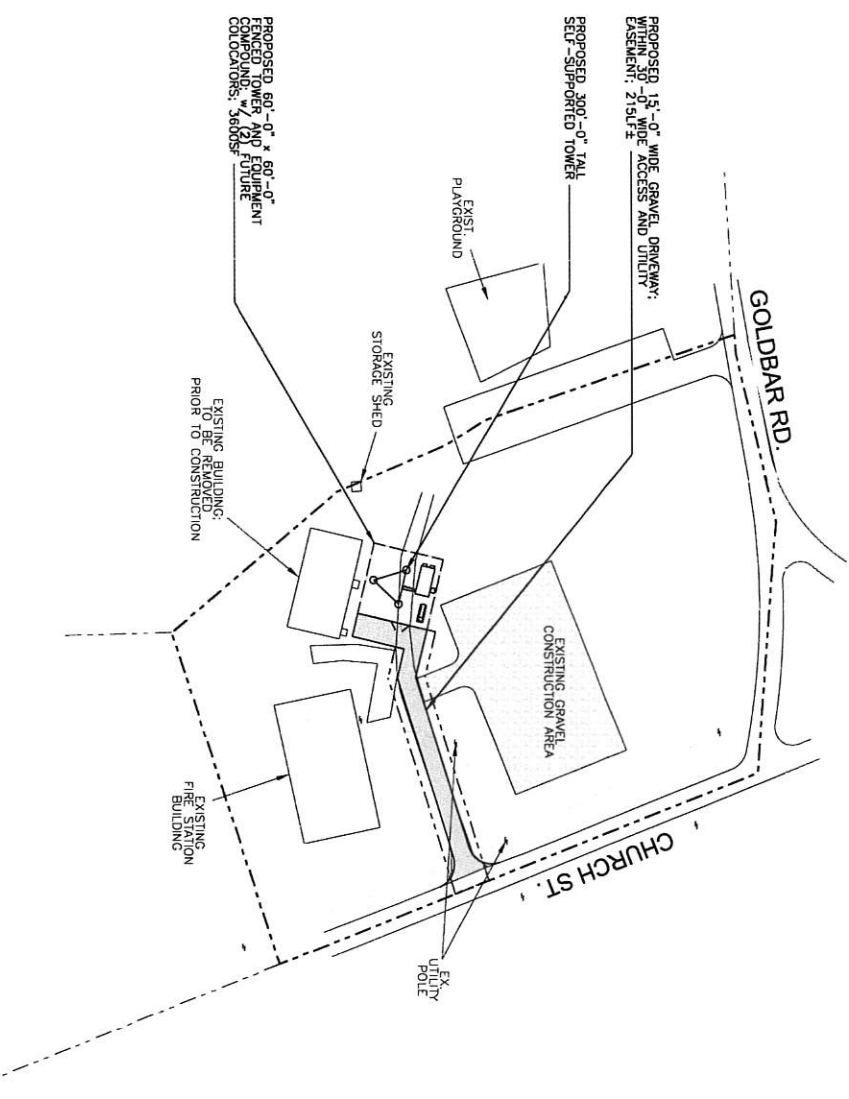 PROPOSED 15'-0" WIDE GRAVEL DRIVEWAY;
WITHIN 30'-0" WIDE ACCESS AND UTILITY
EASEMENT; 215LF±
PROPOSED 300'-0" TALL
SELF-SUPPORTED TOWER
PROPOSED 60'-0" x 60'-0"
FENCED TOWER AND EQUIPMENT
COMPOUND; w/ (2) FUTURE
COLOCATORS; 3600SF
GOLDBAR RD.
EXIST.
PLAYGROUND
EXISTING
STORAGE SHED
EXISTING BUILDING;
TO BE REMOVED
PRIOR TO CONSTRUCTION
EXISTING GRAVEL
CONSTRUCTION AREA
EXISTING
FIRE STATION
BUILDING
CHURCH ST.
EX.
UTILITY
POLE